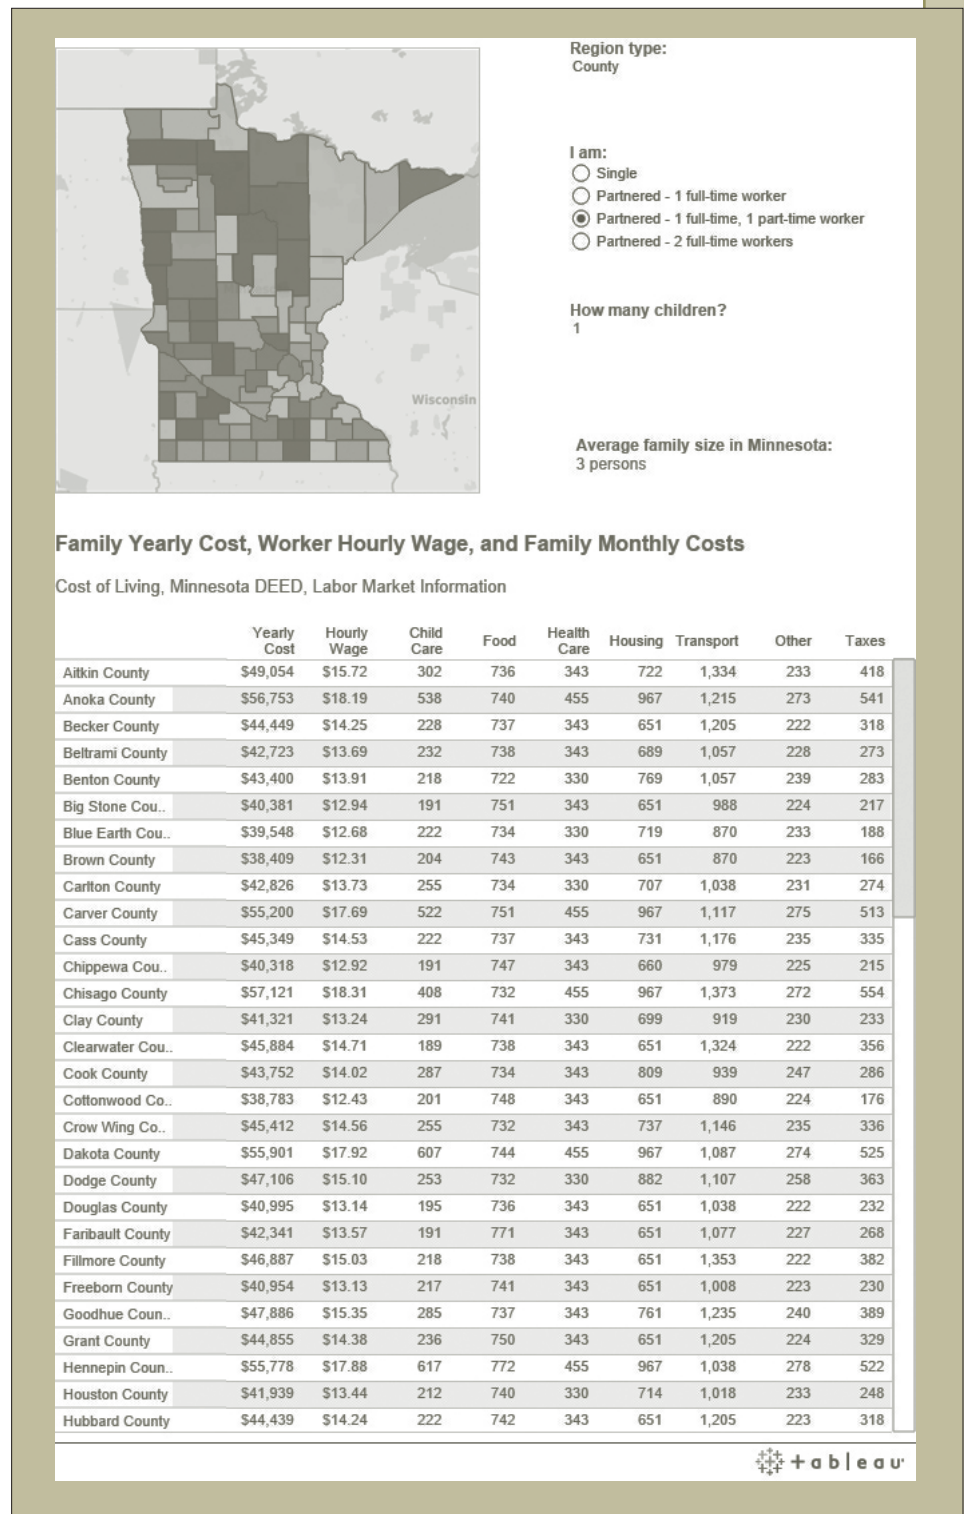 Region type:
County
I am:
Single
Partnered - 1 full-time worker
Partnered - 1 full-time, 1 part-time worker
Partnered - 2 full-time workers
How many children?
1
Wisconsin
Average family size in Minnesota:
3 persons
Family Yearly Cost, Worker Hourly Wage, and Family Monthly Costs
Cost of Living, Minnesota DEED, Labor Market Information
Yearly Cost Hourly Wage Child Care Food Health Care Housing Transport Other Taxes
Aitkin County $49,054 $15.72 302 736 343 722 1,334 233 418
Anoka County $56,753 $18.19 538 740 455 967 1,215 273 541
Becker County $44,449 $14.25 228 737 343 651 1,205 222 318
Beltrami County $42,723 $13.69 232 738 343 689 1,057 228 273
Benton County $43,400 $13.91 218 722 330 769 1,057 239 283
Big Stone Cou.. $40,381 $12.94 191 751 343 651 988 224 217
Blue Earth Cou.. $39,548 $12.68 222 734 330 719 870 233 188
Brown County $38,409 $12.31 204 743 343 651 870 223 166
Carlton County $42,826 $13.73 255 734 330 707 1,038 231 274
Carver County $55,200 $17.69 522 751 455 967 1,117 275 513
Cass County $45,349 $14.53 222 737 343 731 1,176 235 335
Chippewa Cou.. $40,318 $12.92 191 747 343 660 979 225 215
Chisago County $57,121 $18.31 408 732 455 967 1,373 272 554
Clay County $41,321 $13.24 291 741 330 699 919 230 233
Clearwater Cou.. $45,884 $14.71 189 738 343 651 1,324 222 356
Cook County $43,752 $14.02 287 734 343 809 939 247 286
Cottonwood Co.. $38,783 $12.43 201 748 343 651 890 224 176
Crow Wing Co.. $45,412 $14.56 255 732 343 737 1,146 235 336
Dakota County $55,901 $17.92 607 744 455 967 1,087 274 525
Dodge County $47,106 $15.10 253 732 330 882 1,107 258 363
Douglas County $40,995 $13.14 195 736 343 651 1,038 222 232
Faribault County $42,341 $13.57 191 771 343 651 1,077 227 268
Fillmore County $46,887 $15.03 218 738 343 651 1,353 222 382
Freeborn County $40,954 $13.13 217 741 343 651 1,008 223 230
Goodhue Coun.. $47,886 $15.35 285 737 343 761 1,235 240 389
Grant County $44,855 $14.38 236 750 343 651 1,205 224 329
Hennepin Coun.. $55,778 $17.88 617 772 455 967 1,038 278 522
Houston County $41,939 $13.44 212 740 330 714 1,018 233 248
Hubbard County $44,439 $14.24 222 742 343 651 1,205 223 318
+ableau